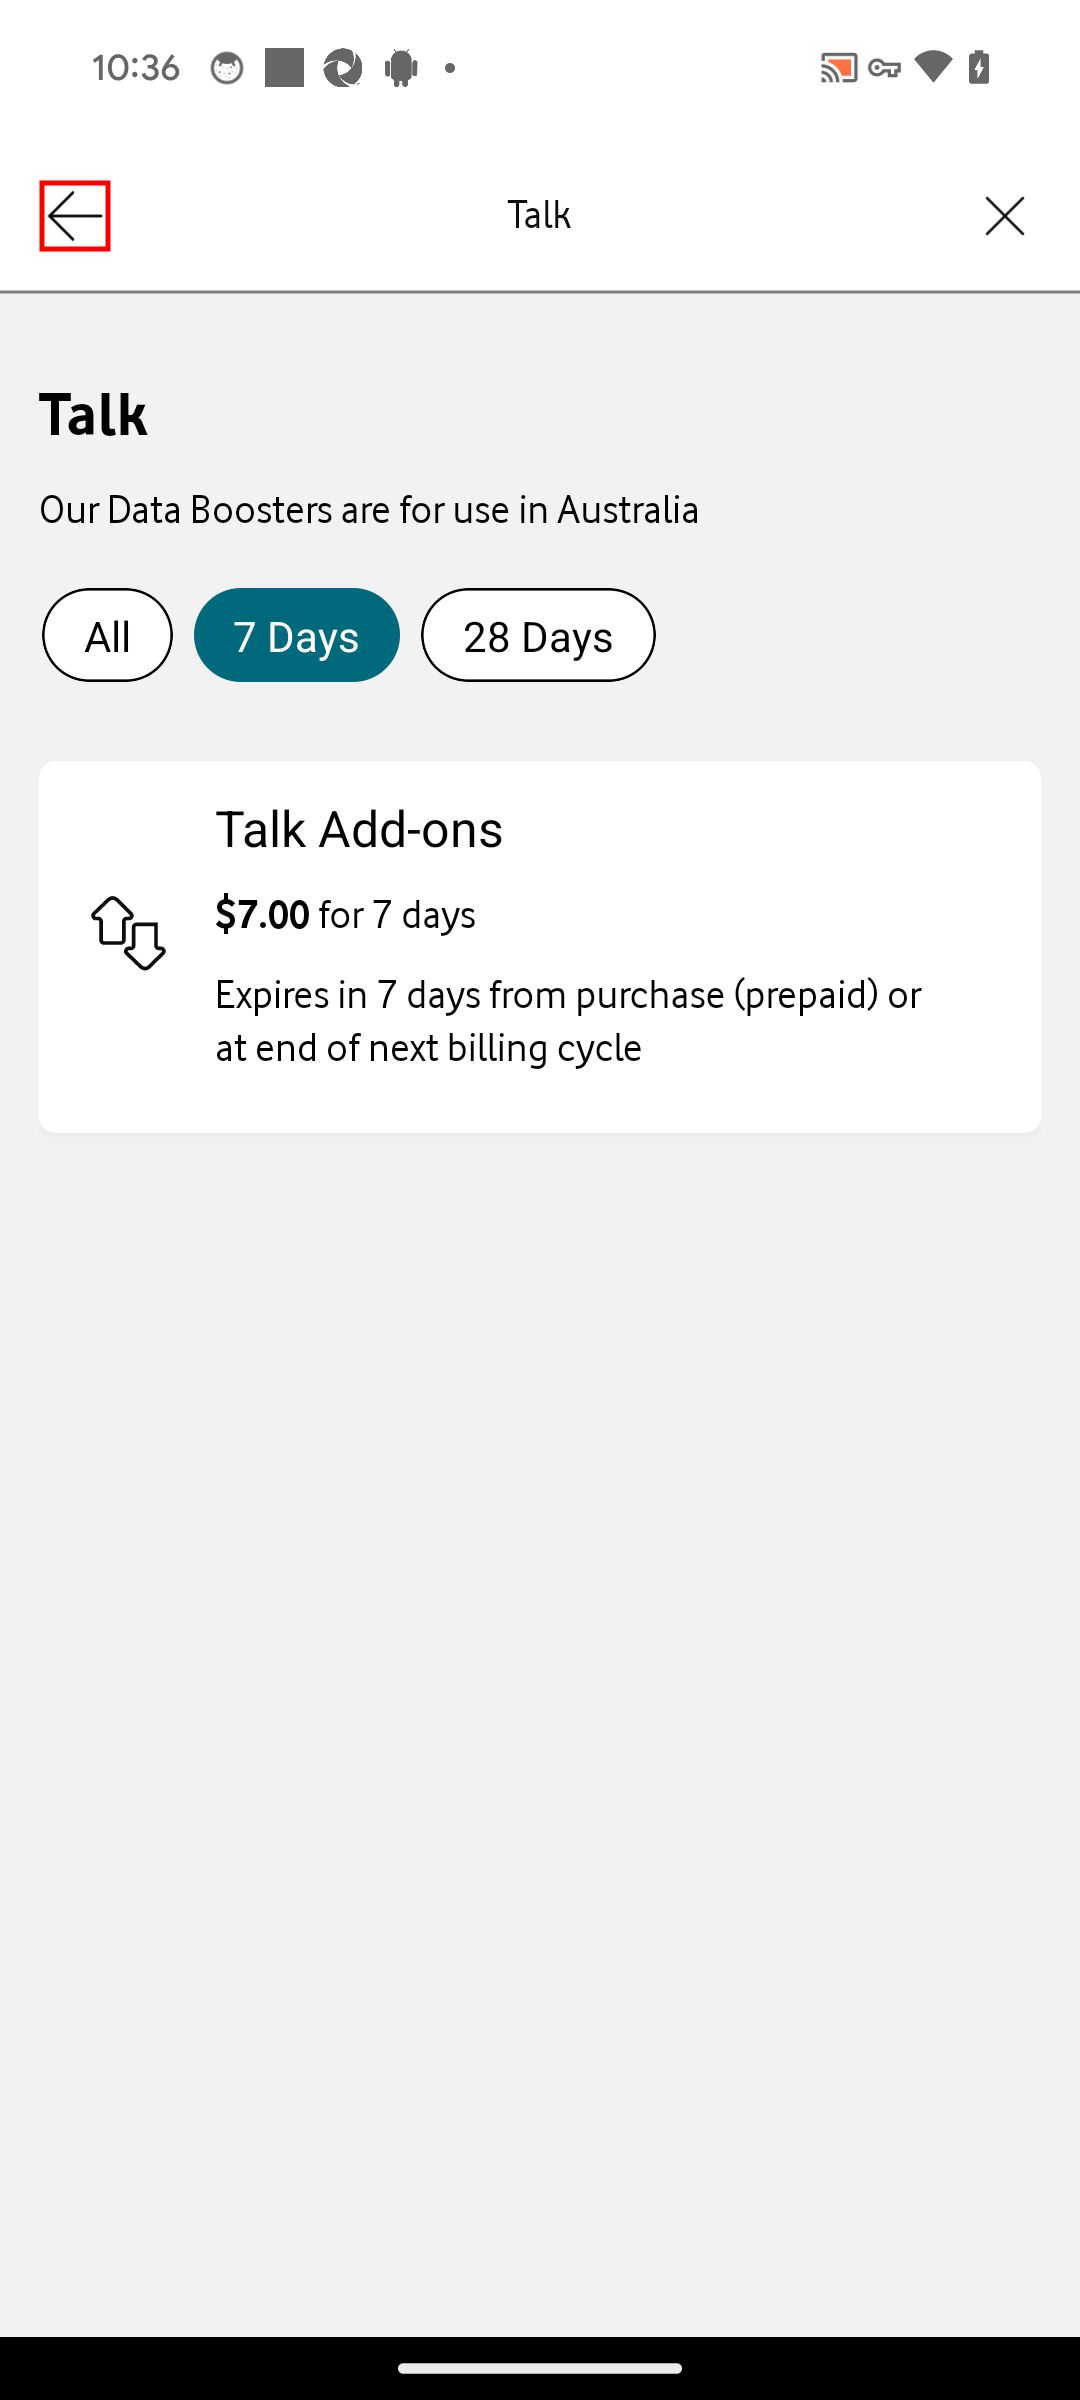 10:36
Talk
Talk
Our Data Boosters are for use in Australia
All
7 Days
28 Days
Talk Add-ons
$7.00 for 7 days
Expires in 7 days from purchase (prepaid) or
at end of next billing cycle